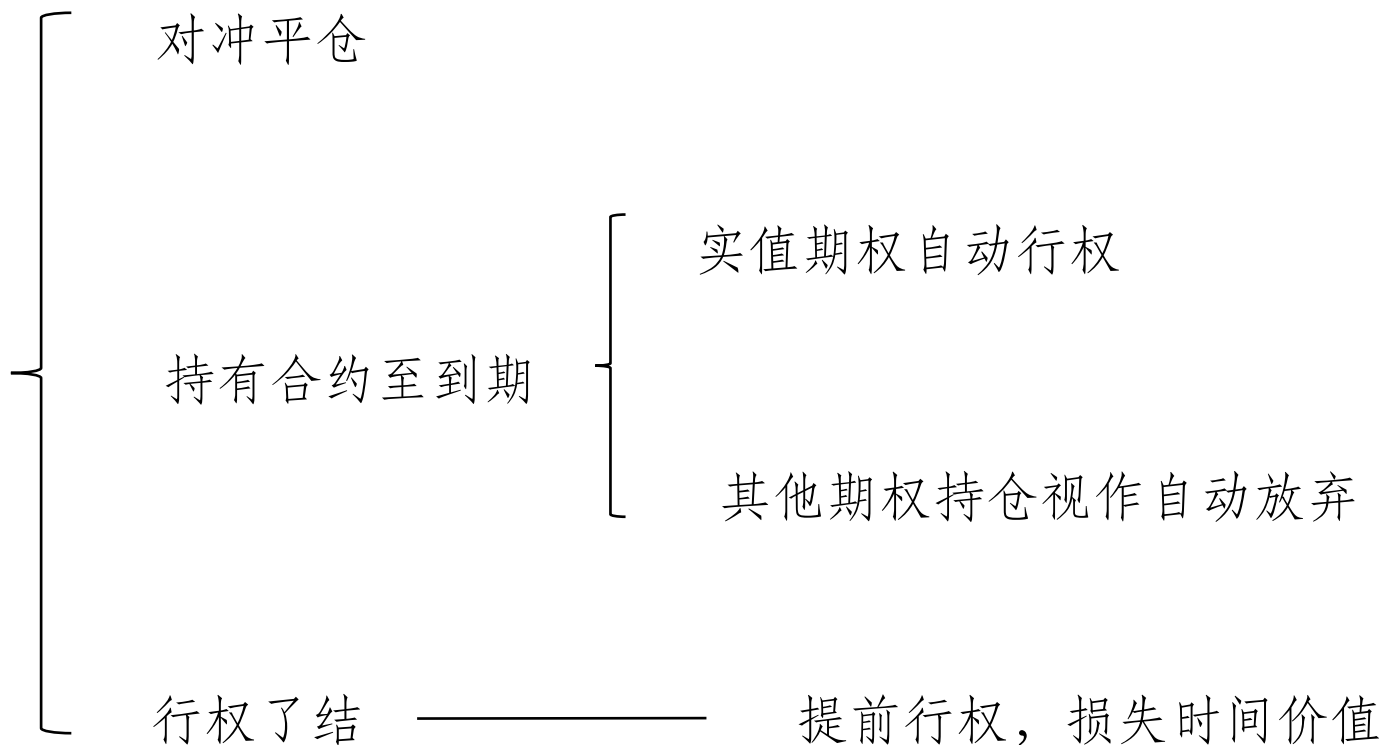 对冲平仓
实值期权自动行权
持有合约至到期
其他期权持仓视作自动放弃
行权了结
提前行权，损失时间价值